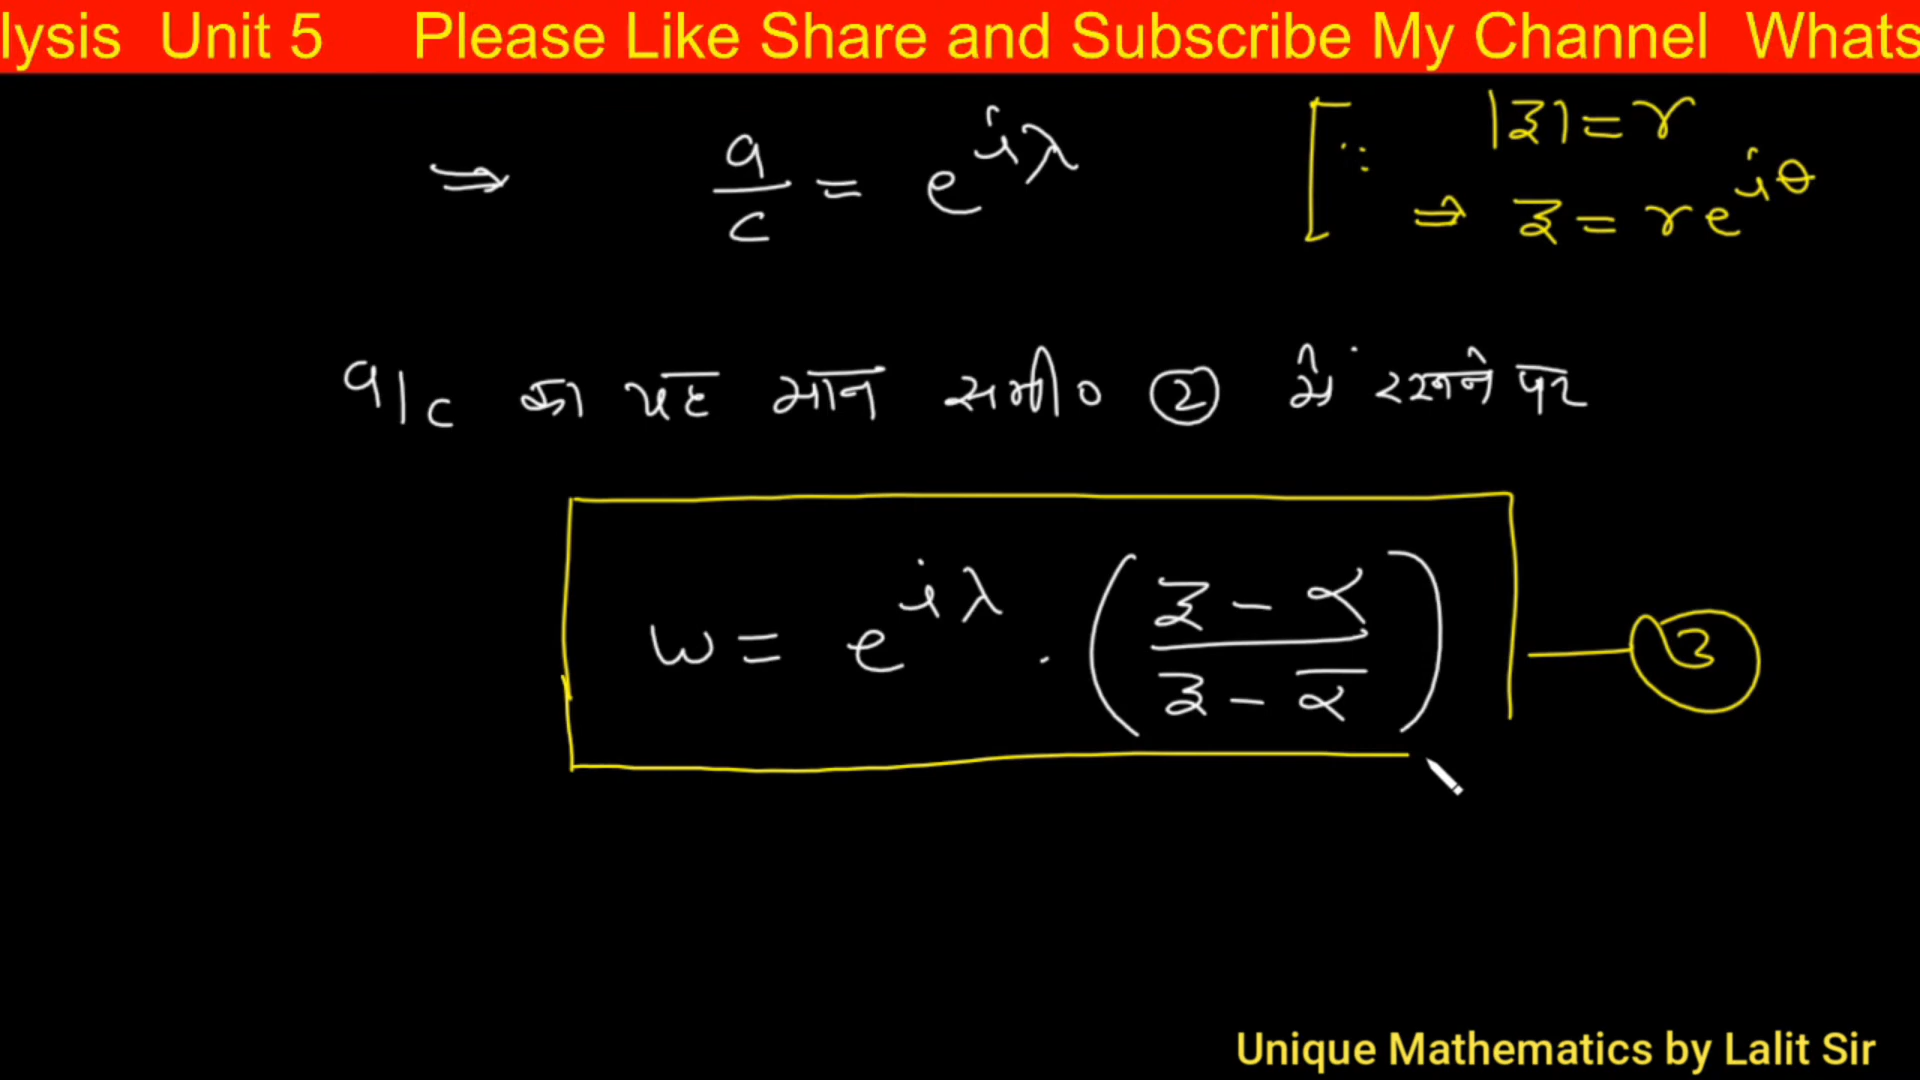 lysis Unit 5 Please Like Share and Subscribe My Channel Whats
⇒ a/c = e^{iλ} [∵ |z| = r
⇒ z = re^{iθ}
a/c का यह मान समी० ② में रखने पर
w = e^{iλ} · ((z − α)/(z − ᾱ)) — ③
Unique Mathematics by Lalit Sir